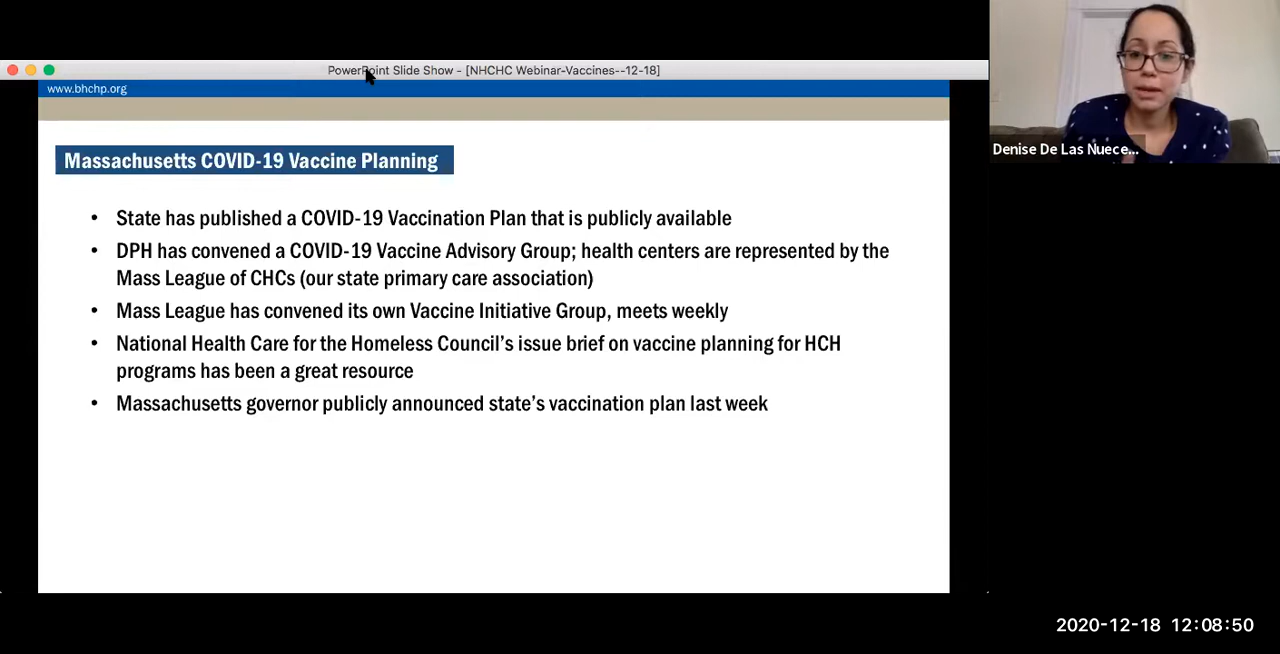 PowerPoint Slide Show - [NHCHC Webinar-Vaccines--12-18]
www.bhchp.org
Massachusetts COVID-19 Vaccine Planning
• State has published a COVID-19 Vaccination Plan that is publicly available
• DPH has convened a COVID-19 Vaccine Advisory Group; health centers are represented by the
Mass League of CHCs (our state primary care association)
• Mass League has convened its own Vaccine Initiative Group, meets weekly
• National Health Care for the Homeless Council's issue brief on vaccine planning for HCH
programs has been a great resource
• Massachusetts governor publicly announced state's vaccination plan last week
Denise De Las Nuece...
2020-12-18 12:08:50